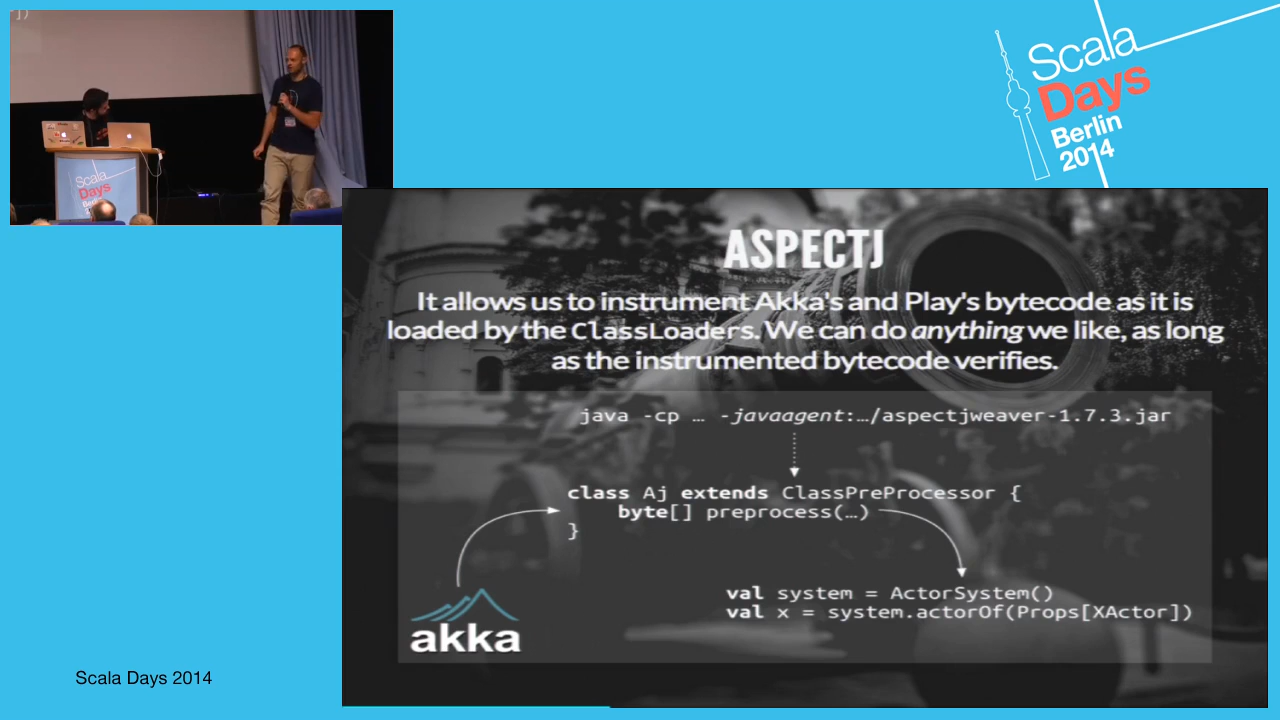 ])
Scala
Days
Berlin
2014
Scala
Days
Berlin
ASPECTJ
It allows us to instrument Akka's and Play's bytecode as it is
loaded by the ClassLoaders. We can do anything we like, as long
as the instrumented bytecode verifies.
java -cp … -javaagent:…/aspectjweaver-1.7.3.jar
class Aj extends ClassPreProcessor {
byte[] preprocess(…)
}
val system = ActorSystem()
val x = system.actorOf(Props[XActor])
akka
Scala Days 2014